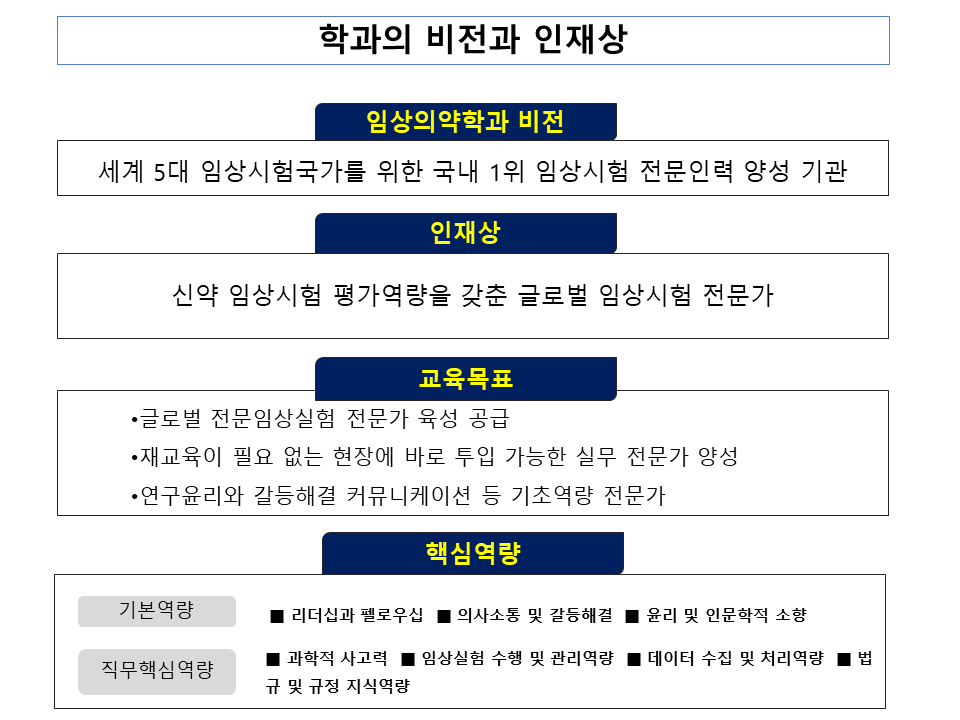 학과의 비전과 인재상
임상의약학과 비전
세계 5대 임상시험국가를 위한 국내 1위 임상시험 전문인력 양성 기관
인재상
신약 임상시험 평가역량을 갖춘 글로벌 임상시험 전문가
교육목표
•글로벌 전문임상실험 전문가 육성 공급
•재교육이 필요 없는 현장에 바로 투입 가능한 실무 전문가 양성
•연구윤리와 갈등해결 커뮤니케이션 등 기초역량 전문가
핵심역량
기본역량
■ 리더십과 펠로우십 ■ 의사소통 및 갈등해결 ■ 윤리 및 인문학적 소향
직무핵심역량
■ 과학적 사고력 ■ 임상실험 수행 및 관리역량 ■ 데이터 수집 및 처리역량 ■ 법
규 및 규정 지식역량